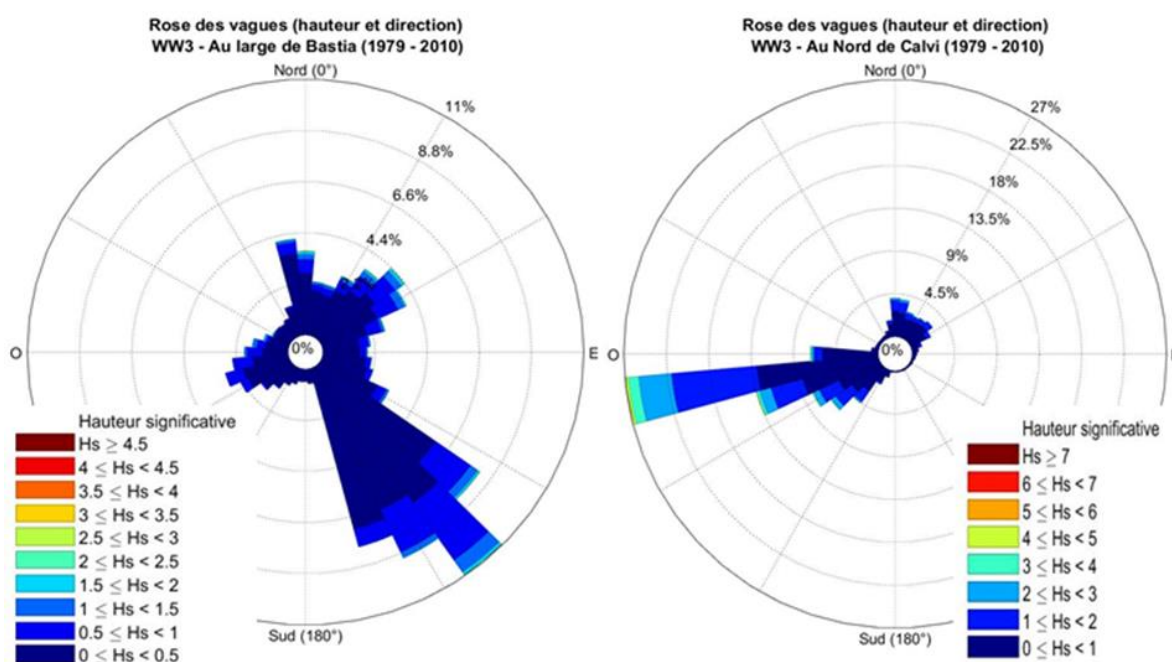 Rose des vagues (hauteur et direction)
WW3 - Au large de Bastia (1979 - 2010)
Nord (0°)
11%
8.8%
6.6%
4.4%
0%
O
E
Sud (180°)
Hauteur significative
Hs ≥ 4.5
4 ≤ Hs < 4.5
3.5 ≤ Hs < 4
3 ≤ Hs < 3.5
2.5 ≤ Hs < 3
2 ≤ Hs < 2.5
1.5 ≤ Hs < 2
1 ≤ Hs < 1.5
0.5 ≤ Hs < 1
0 ≤ Hs < 0.5
Rose des vagues (hauteur et direction)
WW3 - Au Nord de Calvi (1979 - 2010)
Nord (0°)
27%
22.5%
18%
13.5%
9%
4.5%
0%
O
Sud (180°)
Hauteur significative
Hs ≥ 7
6 ≤ Hs < 7
5 ≤ Hs < 6
4 ≤ Hs < 5
3 ≤ Hs < 4
2 ≤ Hs < 3
1 ≤ Hs < 2
0 ≤ Hs < 1